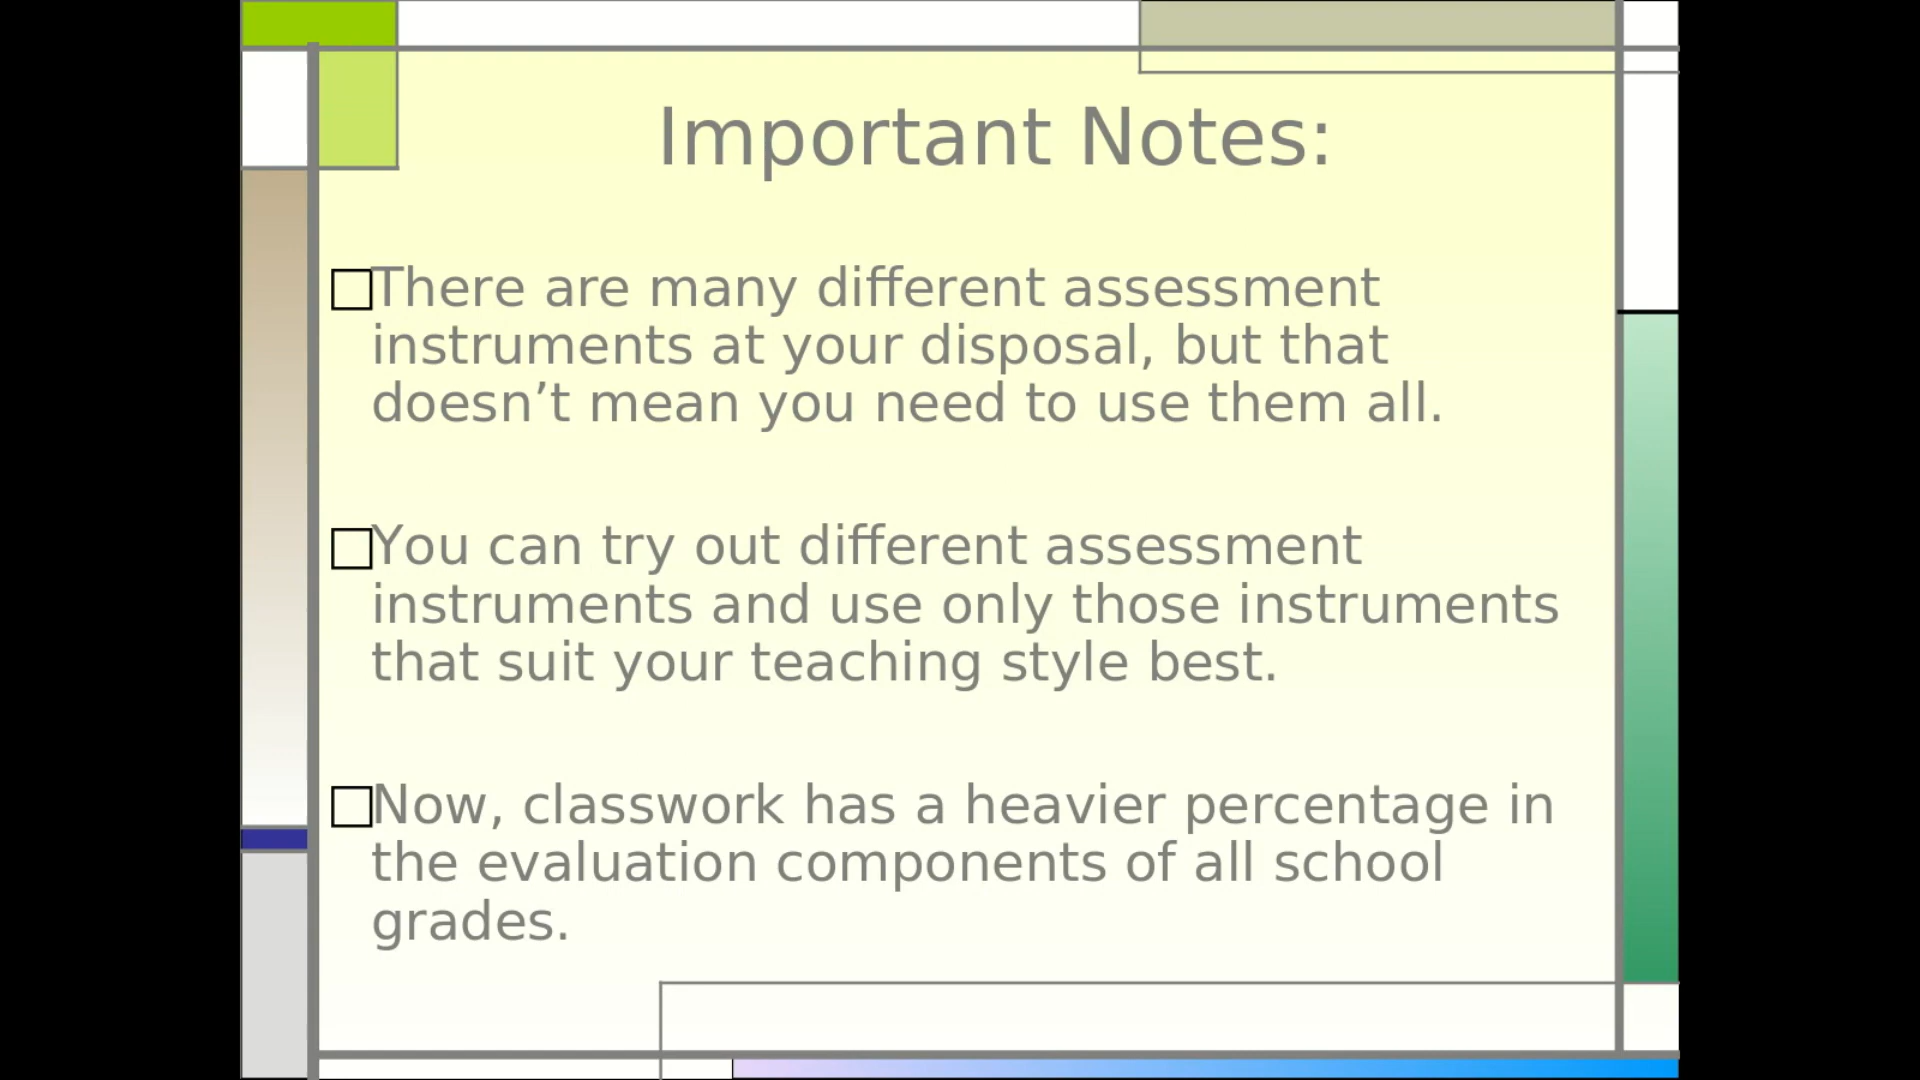 Important Notes:
There are many different assessment
instruments at your disposal, but that
doesn’t mean you need to use them all.
You can try out different assessment
instruments and use only those instruments
that suit your teaching style best.
Now, classwork has a heavier percentage in
the evaluation components of all school
grades.